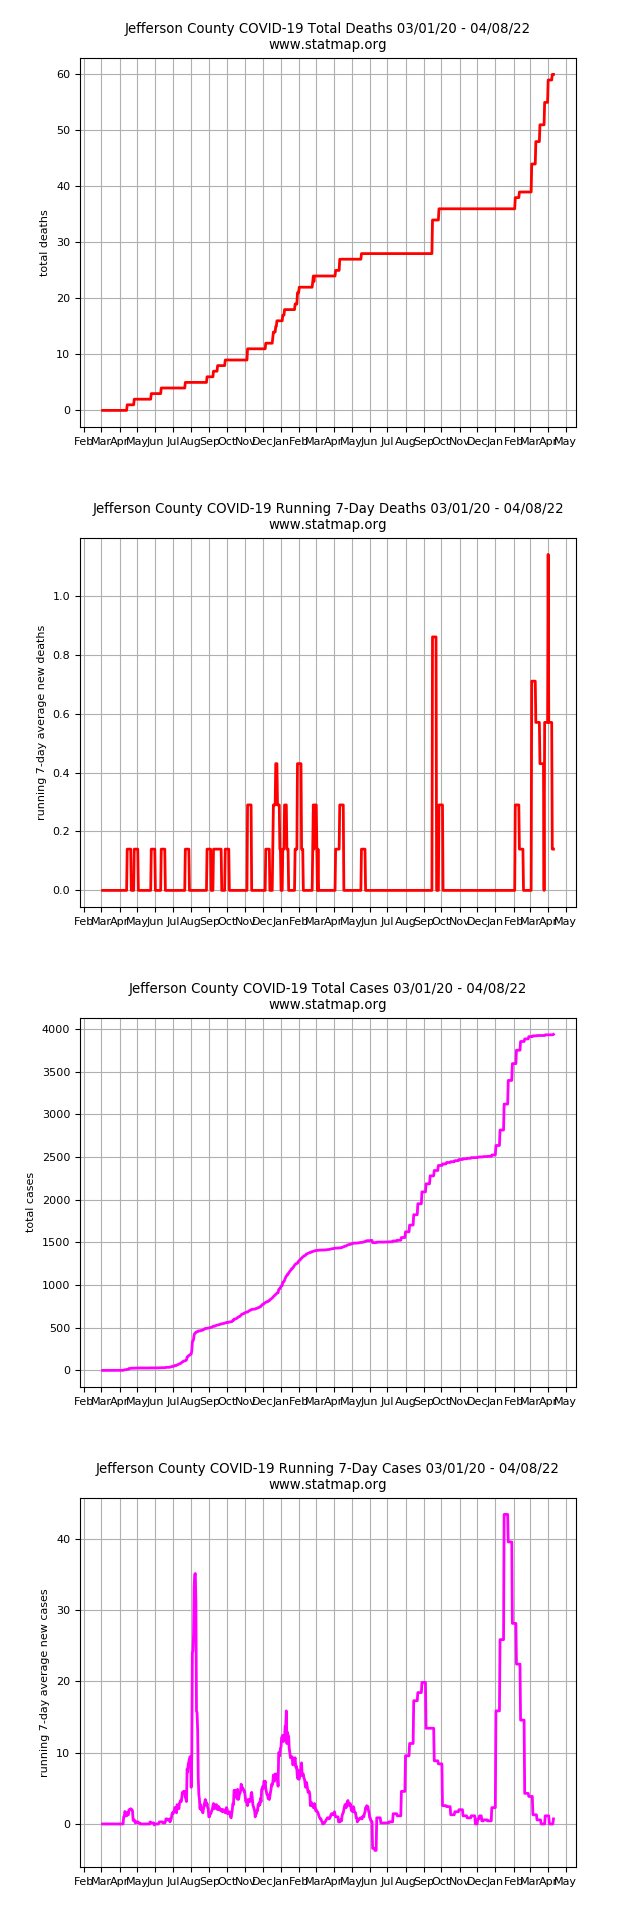 Jefferson County COVID-19 Total Deaths 03/01/20 - 04/08/22
www.statmap.org
60
50
40
30
20
10
0
total deaths
Feb Mar Apr May Jun Jul Aug Sep Oct Nov Dec Jan Feb Mar Apr May Jun Jul Aug Sep Oct Nov Dec Jan Feb Mar Apr May
Jefferson County COVID-19 Running 7-Day Deaths 03/01/20 - 04/08/22
www.statmap.org
1.0
0.8
0.6
0.4
0.2
0.0
running 7-day average new deaths
Feb Mar Apr May Jun Jul Aug Sep Oct Nov Dec Jan Feb Mar Apr May Jun Jul Aug Sep Oct Nov Dec Jan Feb Mar Apr May
Jefferson County COVID-19 Total Cases 03/01/20 - 04/08/22
www.statmap.org
4000
3500
3000
2500
2000
1500
1000
500
0
total cases
Feb Mar Apr May Jun Jul Aug Sep Oct Nov Dec Jan Feb Mar Apr May Jun Jul Aug Sep Oct Nov Dec Jan Feb Mar Apr May
Jefferson County COVID-19 Running 7-Day Cases 03/01/20 - 04/08/22
www.statmap.org
40
30
20
10
0
running 7-day average new cases
Feb Mar Apr May Jun Jul Aug Sep Oct Nov Dec Jan Feb Mar Apr May Jun Jul Aug Sep Oct Nov Dec Jan Feb Mar Apr May